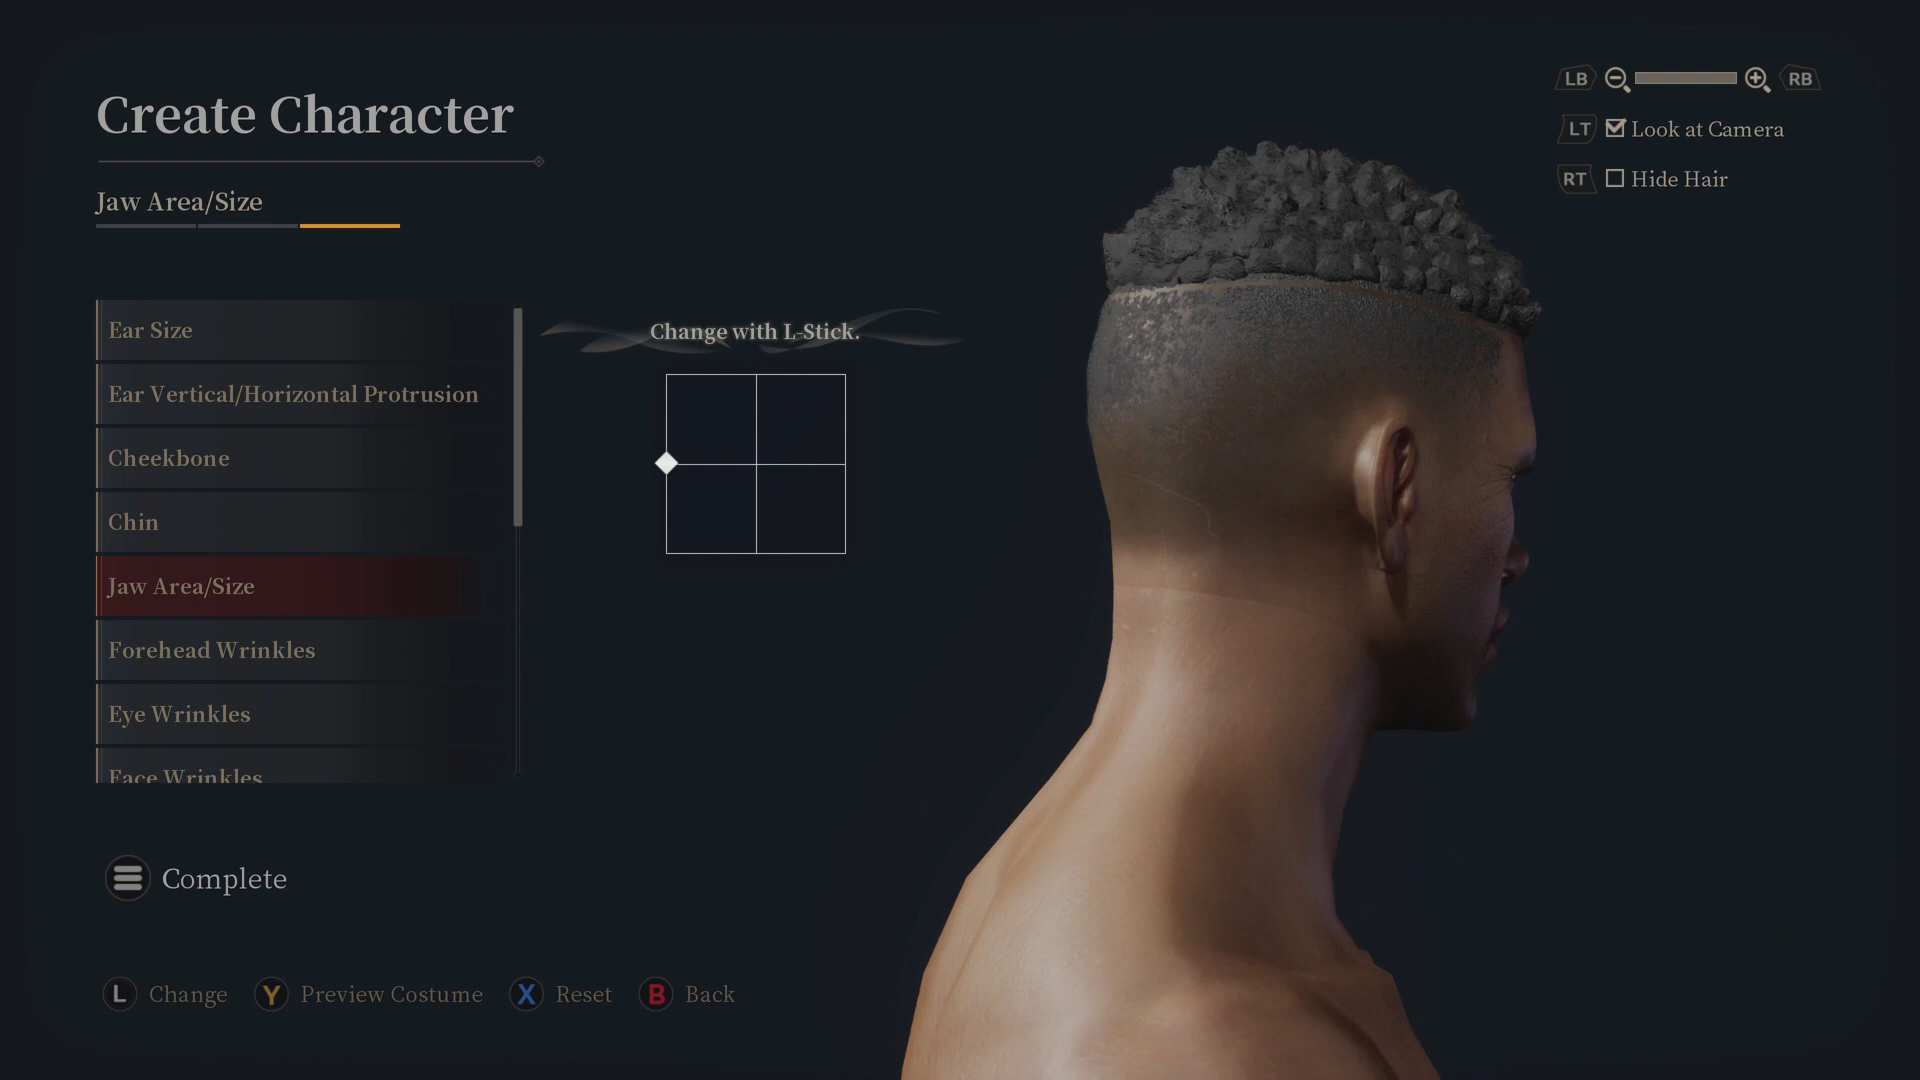 Create Character
Jaw Area/Size
LB RB
LT Look at Camera
RT Hide Hair
Ear Size
Ear Vertical/Horizontal Protrusion
Cheekbone
Chin
Jaw Area/Size
Forehead Wrinkles
Eye Wrinkles
Face Wrinkles
Change with L-Stick.
Complete
L Change Y Preview Costume X Reset B Back